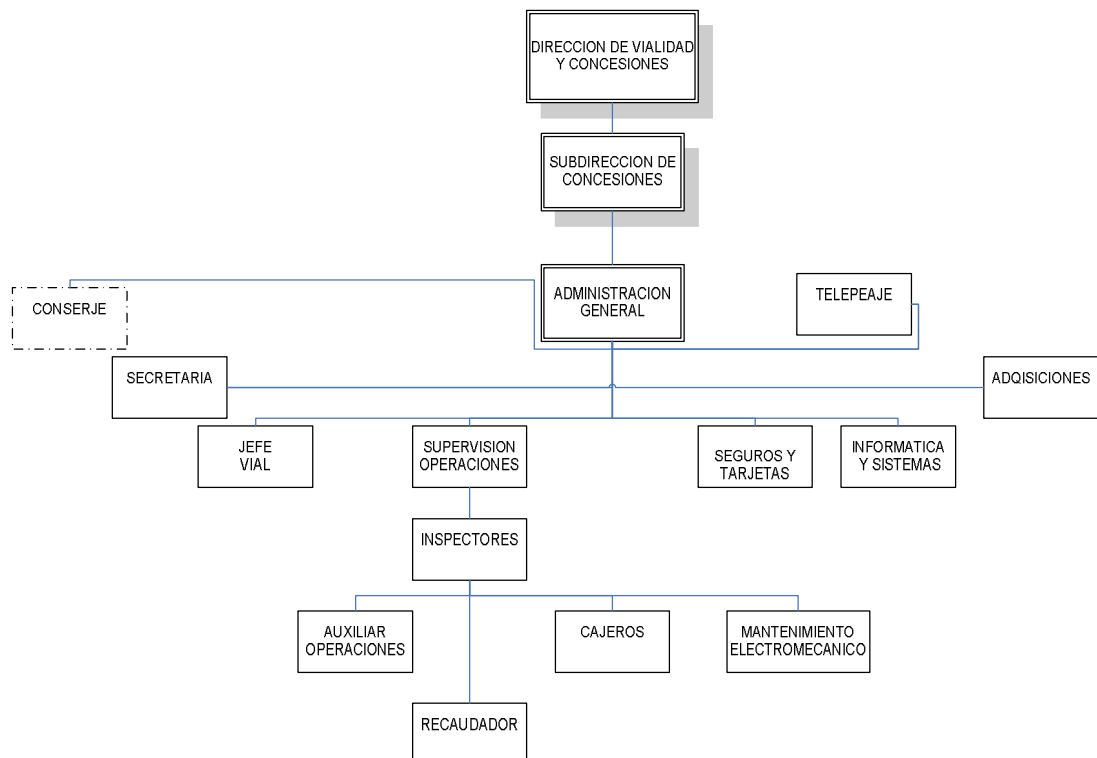 DIRECCION DE VIALIDAD
Y CONCESIONES
SUBDIRECCION DE
CONCESIONES
CONSERJE
ADMINISTRACION
GENERAL
TELEPEAJE
SECRETARIA
ADQISICIONES
JEFE
VIAL
SUPERVISION
OPERACIONES
SEGUROS Y
TARJETAS
INFORMATICA
Y SISTEMAS
INSPECTORES
AUXILIAR
OPERACIONES
CAJEROS
MANTENIMIENTO
ELECTROMECANICO
RECAUDADOR